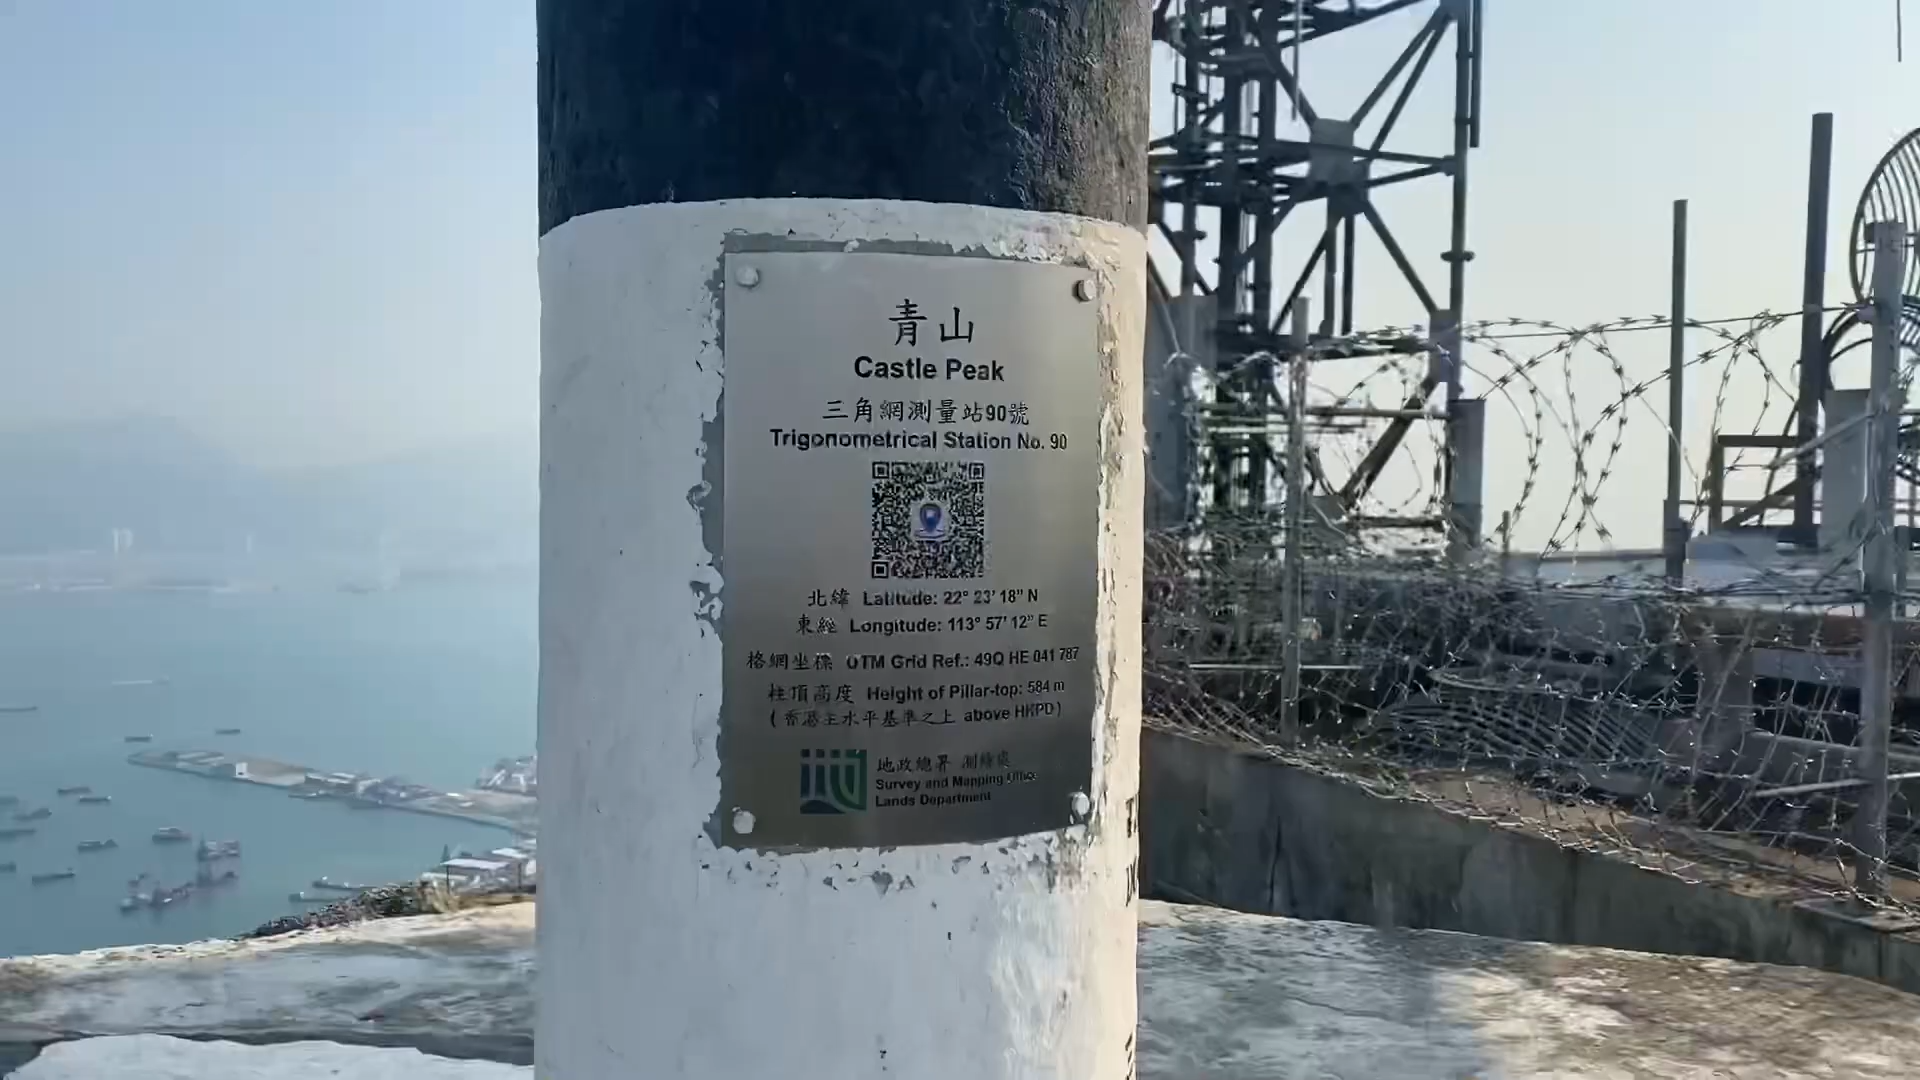 青山
Castle Peak
三角網測量站90號
Trigonometrical Station No. 90
北緯 Latitude: 22° 23' 18" N
東經 Longitude: 113° 57' 12" E
格網坐標 UTM Grid Ref.: 49Q HE 041 787
柱頂高度 Height of Pillar-top: 584 m
(香港主水平基準之上 above HKPD)
地政總署 測繪處
Survey and Mapping Office
Lands Department